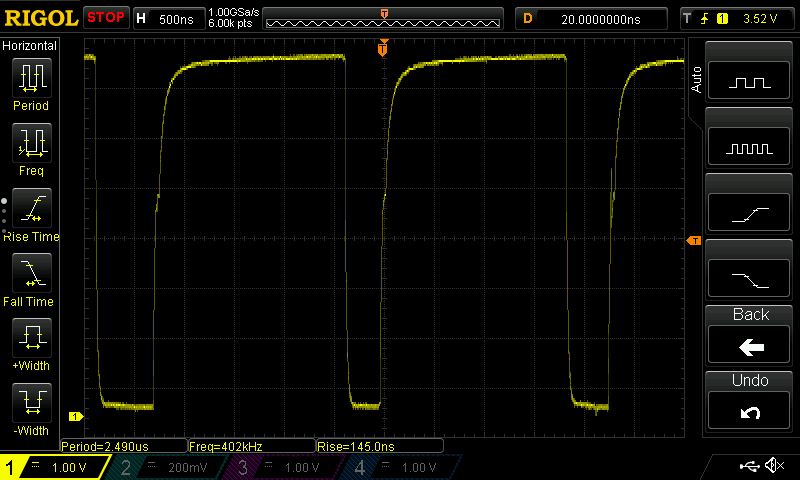 RIGOL STOP H 500ns 1.00GSa/s 6.00k pts T D 20.0000000ns T 1 3.52 V
Horizontal
Period
Freq
Rise Time
Fall Time
+Width
-Width
T
T
1
Auto
Back
Undo
Period=2.490us Freq=402kHz Rise=145.0ns
1 1.00 V 2 200mV 3 1.00 V 4 1.00 V